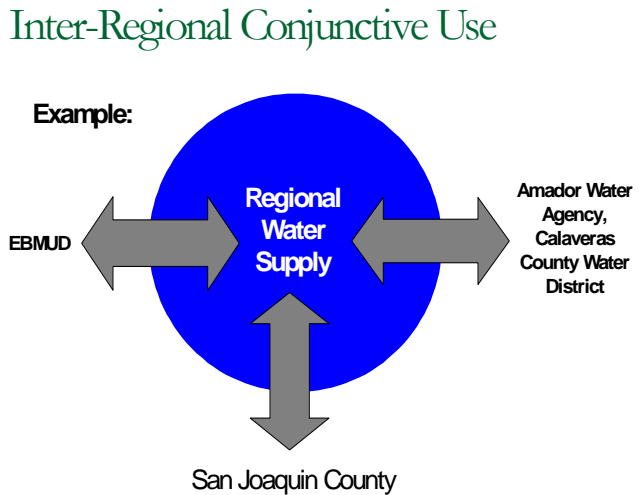 Inter-Regional Conjunctive Use
Example:
Regional
Water
Supply
EBMUD
Amador Water
Agency,
Calaveras
County Water
District
San Joaquin County